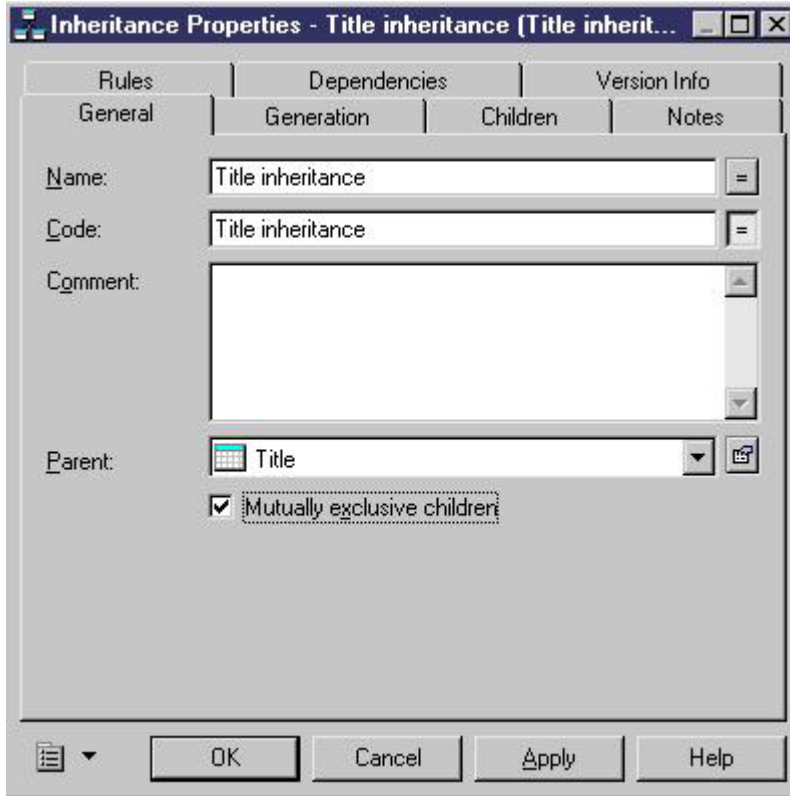 Inheritance Properties - Title inheritance (Title inherit...
Rules Dependencies Version Info
General Generation Children Notes
Name: Title inheritance =
Code: Title inheritance =
Comment:
Parent: Title
Mutually exclusive children
OK Cancel Apply Help